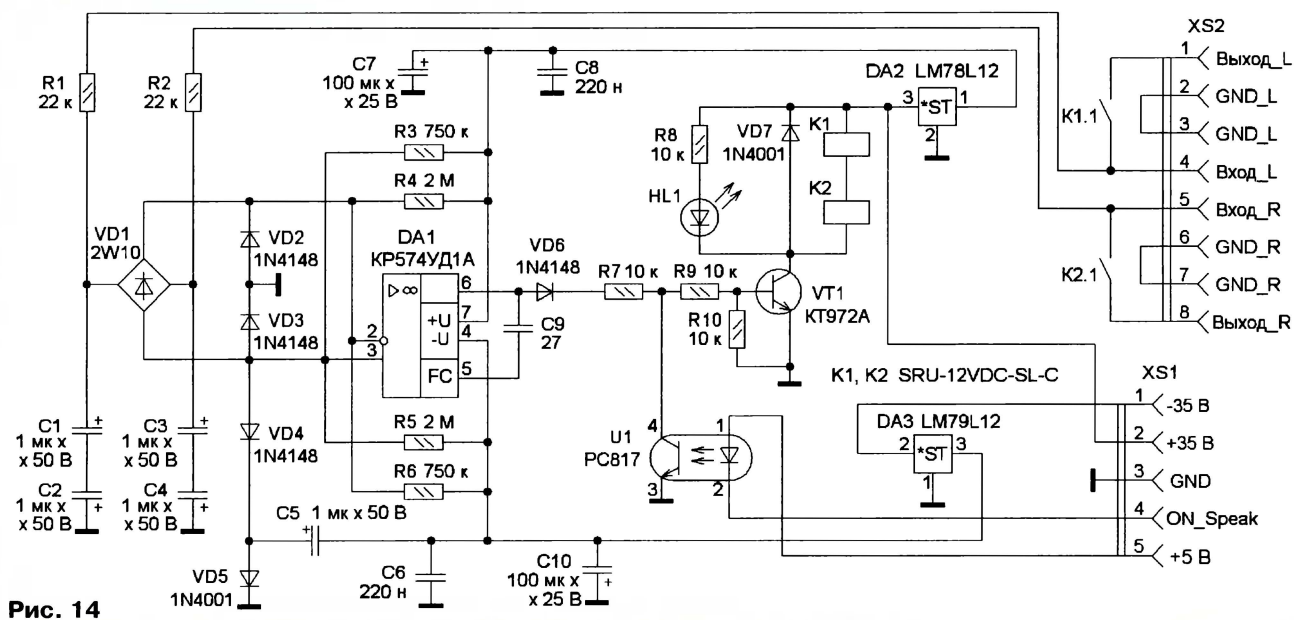 XS2
R1
22 к
R2
22 к
C7
100 мк х
х 25 В
+
C8
220 н
DA2 LM78L12
3 *ST 1
2
K1.1
1 Выход_L
2 GND_L
3 GND_L
4 Вход_L
5 Вход_R
6 GND_R
7 GND_R
8 Выход_R
K2.1
R3 750 к
R4 2 М
R8
10 к
HL1
VD7
1N4001
K1
K2
VD1
2W10
VD2
1N4148
VD3
1N4148
DA1
КР574УД1А
▷∞
+U
-U
FC
2
3
6
7
4
5
VD6
1N4148
C9
27
R7 10 к
R9 10 к
R10
10 к
VT1
КТ972А
K1, K2 SRU-12VDC-SL-C
XS1
1 -35 В
2 +35 В
3 GND
4 ON_Speak
5 +5 В
DA3 LM79L12
2 *ST 3
1
C1
1 мк х
х 50 В
+
C2
1 мк х
х 50 В
+
C3
1 мк х
х 50 В
+
C4
1 мк х
х 50 В
+
VD4
1N4148
R5 2 М
R6 750 к
U1
PC817
4
3
1
2
C5 1 мк х 50 В
+
VD5
1N4001
C6
220 н
C10
100 мк х
х 25 В
+
Рис. 14